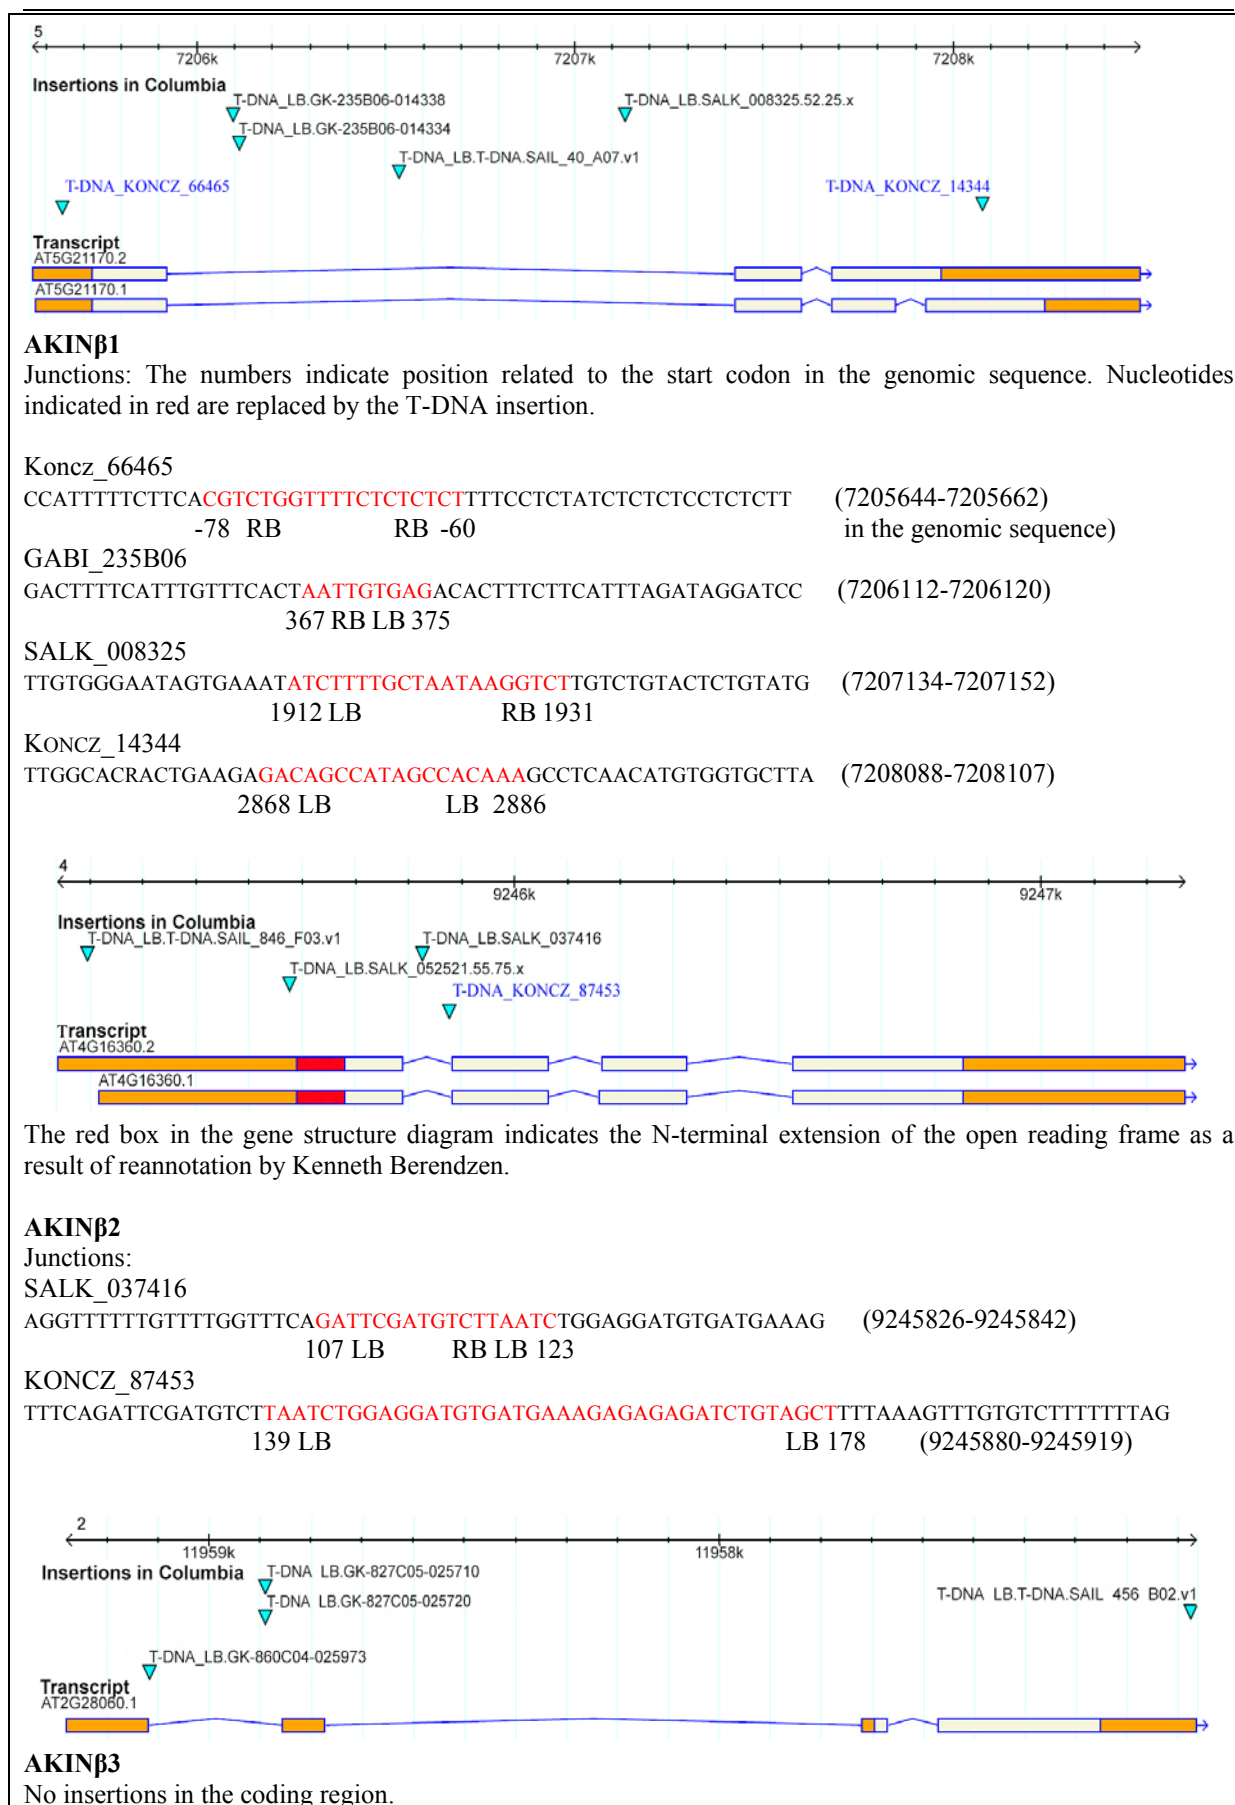 5
7206k 7207k 7208k
Insertions in Columbia
T-DNA_LB.GK-235B06-014338 T-DNA_LB.SALK_008325.52.25.x
T-DNA_LB.GK-235B06-014334
T-DNA_LB.T-DNA.SAIL_40_A07.v1
T-DNA_KONCZ_66465 T-DNA_KONCZ_14344
Transcript
AT5G21170.2
AT5G21170.1
AKINβ1
Junctions: The numbers indicate position related to the start codon in the genomic sequence. Nucleotides
indicated in red are replaced by the T-DNA insertion.
Koncz_66465
CCATTTTTCTTCACGTCTGGTTTTCTCTCTCTTTTCCTCTATCTCTCTCCTCTCTT (7205644-7205662)
-78 RB RB -60 in the genomic sequence)
GABI_235B06
GACTTTTCATTTGTTTCACTAATTGTGAGACACTTTCTTCATTTAGATAGGATCC (7206112-7206120)
367 RB LB 375
SALK_008325
TTGTGGGAATAGTGAAATATCTTTTGCTAATAAGGTCTTGTCTGTACTCTGTATG (7207134-7207152)
1912 LB RB 1931
KONCZ_14344
TTGGCACRACTGAAGAGACAGCCATAGCCACAAAGCCTCAACATGTGGTGCTTA (7208088-7208107)
2868 LB LB 2886
4
9246k 9247k
Insertions in Columbia
T-DNA_LB.T-DNA.SAIL_846_F03.v1 T-DNA_LB.SALK_037416
T-DNA_LB.SALK_052521.55.75.x
T-DNA_KONCZ_87453
Transcript
AT4G16360.2
AT4G16360.1
The red box in the gene structure diagram indicates the N-terminal extension of the open reading frame as a
result of reannotation by Kenneth Berendzen.
AKINβ2
Junctions:
SALK_037416
AGGTTTTTTGTTTTGGTTTCAGATTCGATGTCTTAATCTGGAGGATGTGATGAAAG (9245826-9245842)
107 LB RB LB 123
KONCZ_87453
TTTCAGATTCGATGTCTTAATCTGGAGGATGTGATGAAAGAGAGAGATCTGTAGCTTTTAAAGTTTGTGTCTTTTTTTAG
139 LB LB 178 (9245880-9245919)
2
11959k 11958k
Insertions in Columbia T-DNA LB.GK-827C05-025710
T-DNA LB.GK-827C05-025720 T-DNA LB.T-DNA.SAIL 456 B02.v1
T-DNA_LB.GK-860C04-025973
Transcript
AT2G28060.1
AKINβ3
No insertions in the coding region.